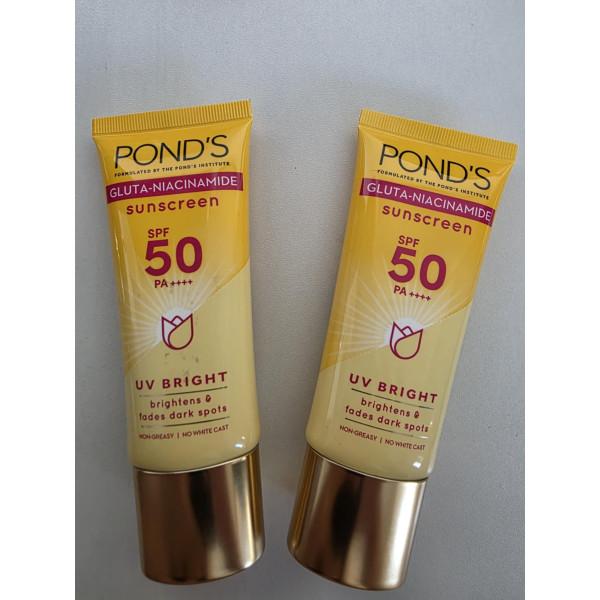 POND'S
FORMULATED BY THE POND'S INSTITUTE
GLUTA-NIACINAMIDE
sunscreen
SPF
50
PA ++++
UV BRIGHT
brightens &
fades dark spots
NON-GREASY | NO WHITE CAST
POND'S
FORMULATED BY THE POND'S INSTITUTE
GLUTA-NIACINAMIDE
sunscreen
SPF
50
PA ++++
UV BRIGHT
brightens &
fades dark spots
NON-GREASY | NO WHITE CAST